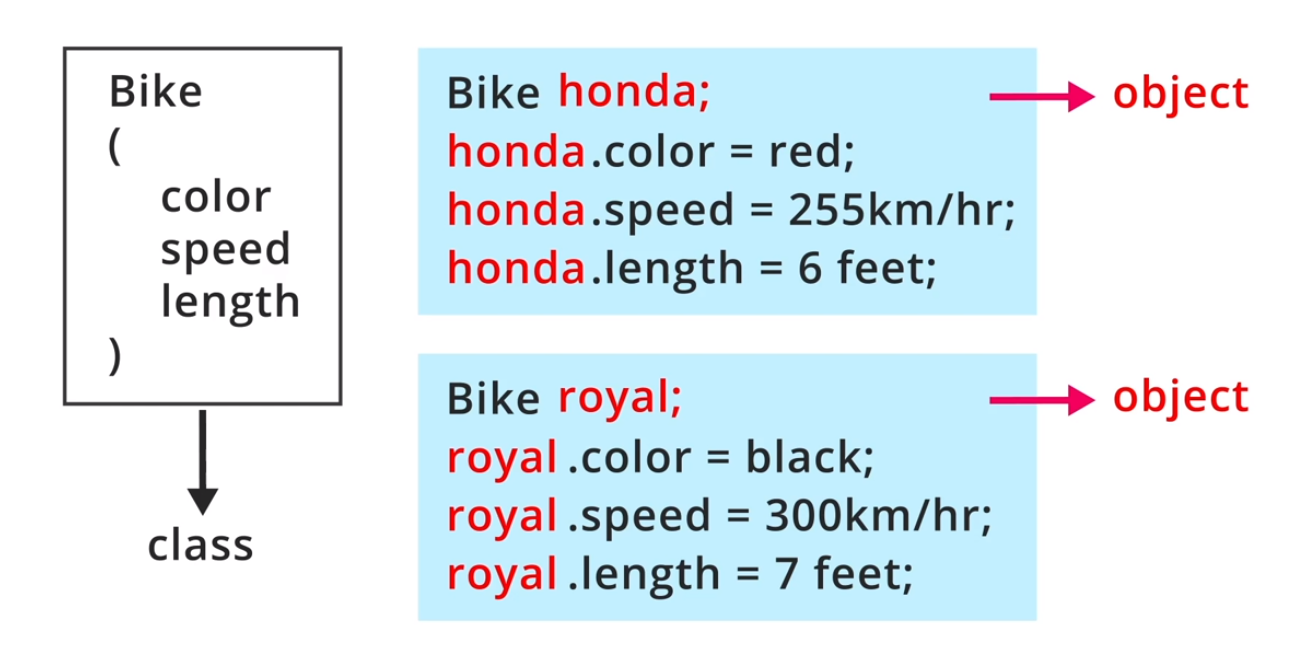 Bike
(
color
speed
length
)
class
Bike honda;
honda.color = red;
honda.speed = 255km/hr;
honda.length = 6 feet;
object
Bike royal;
royal.color = black;
royal.speed = 300km/hr;
royal.length = 7 feet;
object